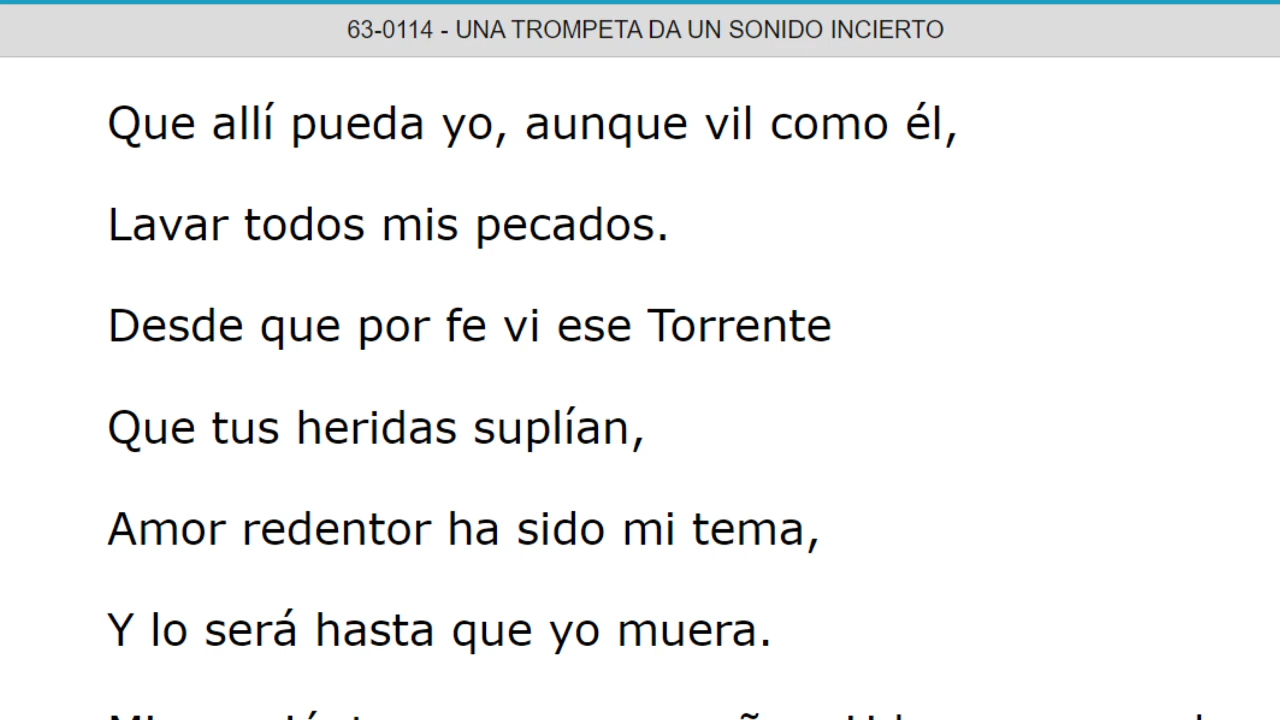 63-0114 - UNA TROMPETA DA UN SONIDO INCIERTO
Que allí pueda yo, aunque vil como él,
Lavar todos mis pecados.
Desde que por fe vi ese Torrente
Que tus heridas suplían,
Amor redentor ha sido mi tema,
Y lo será hasta que yo muera.